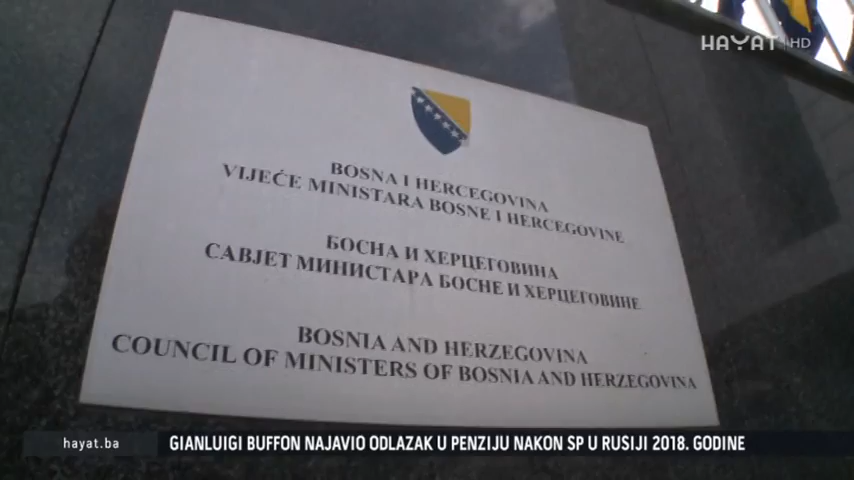 HAYAT HD
BOSNA I HERCEGOVINA
VIJEĆE MINISTARA BOSNE I HERCEGOVINE
БОСНА И ХЕРЦЕГОВИНА
САВЈЕТ МИНИСТАРА БОСНЕ И ХЕРЦЕГОВИНЕ
BOSNIA AND HERZEGOVINA
COUNCIL OF MINISTERS OF BOSNIA AND HERZEGOVINA
hayat.ba
GIANLUIGI BUFFON NAJAVIO ODLAZAK U PENZIJU NAKON SP U RUSIJI 2018. GODINE